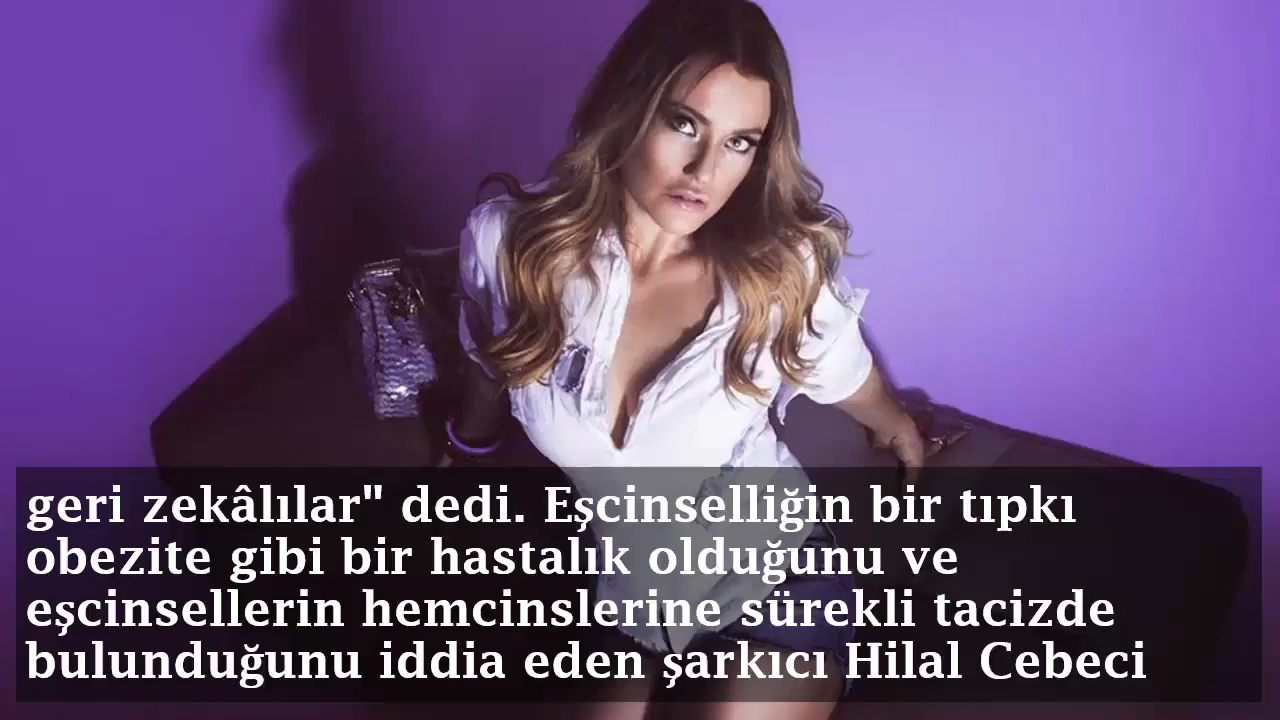 geri zekâlılar" dedi. Eşcinselliğin bir tıpkı
obezite gibi bir hastalık olduğunu ve
eşcinsellerin hemcinslerine sürekli tacizde
bulunduğunu iddia eden şarkıcı Hilal Cebeci